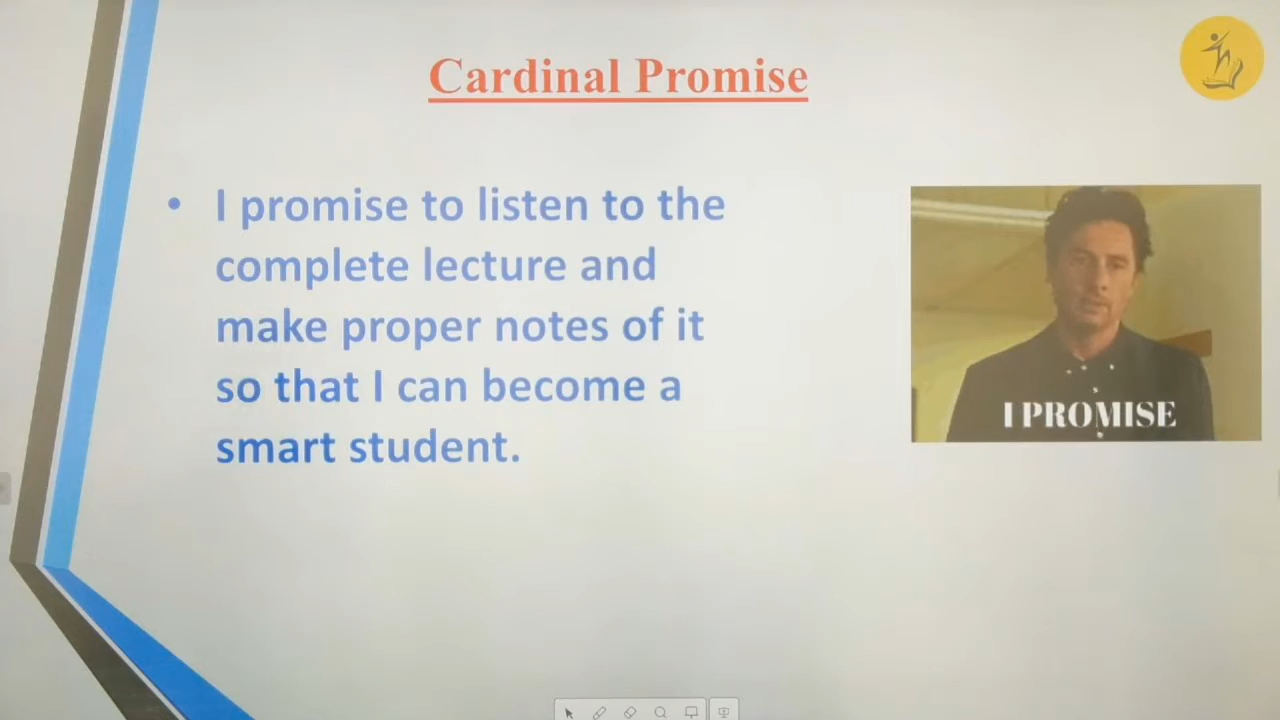 Cardinal Promise
• I promise to listen to the
complete lecture and
make proper notes of it
so that I can become a
smart student.
I PROMISE